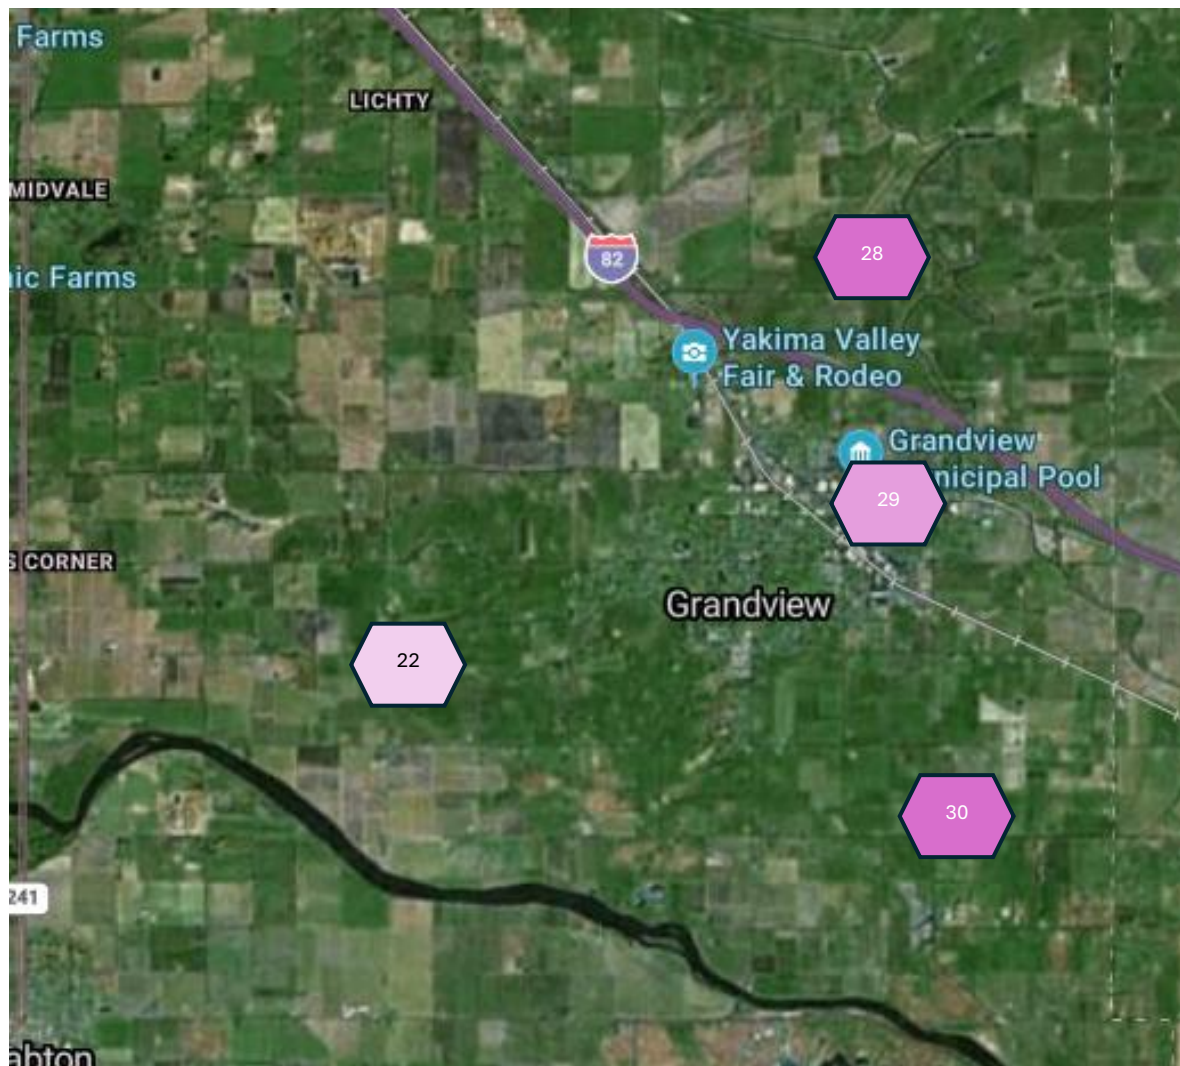 Farms
LICHTY
MIDVALE
nic Farms
82
28
Yakima Valley
Fair & Rodeo
Grandview
nicipal Pool
29
S CORNER
Grandview
22
30
241
abton